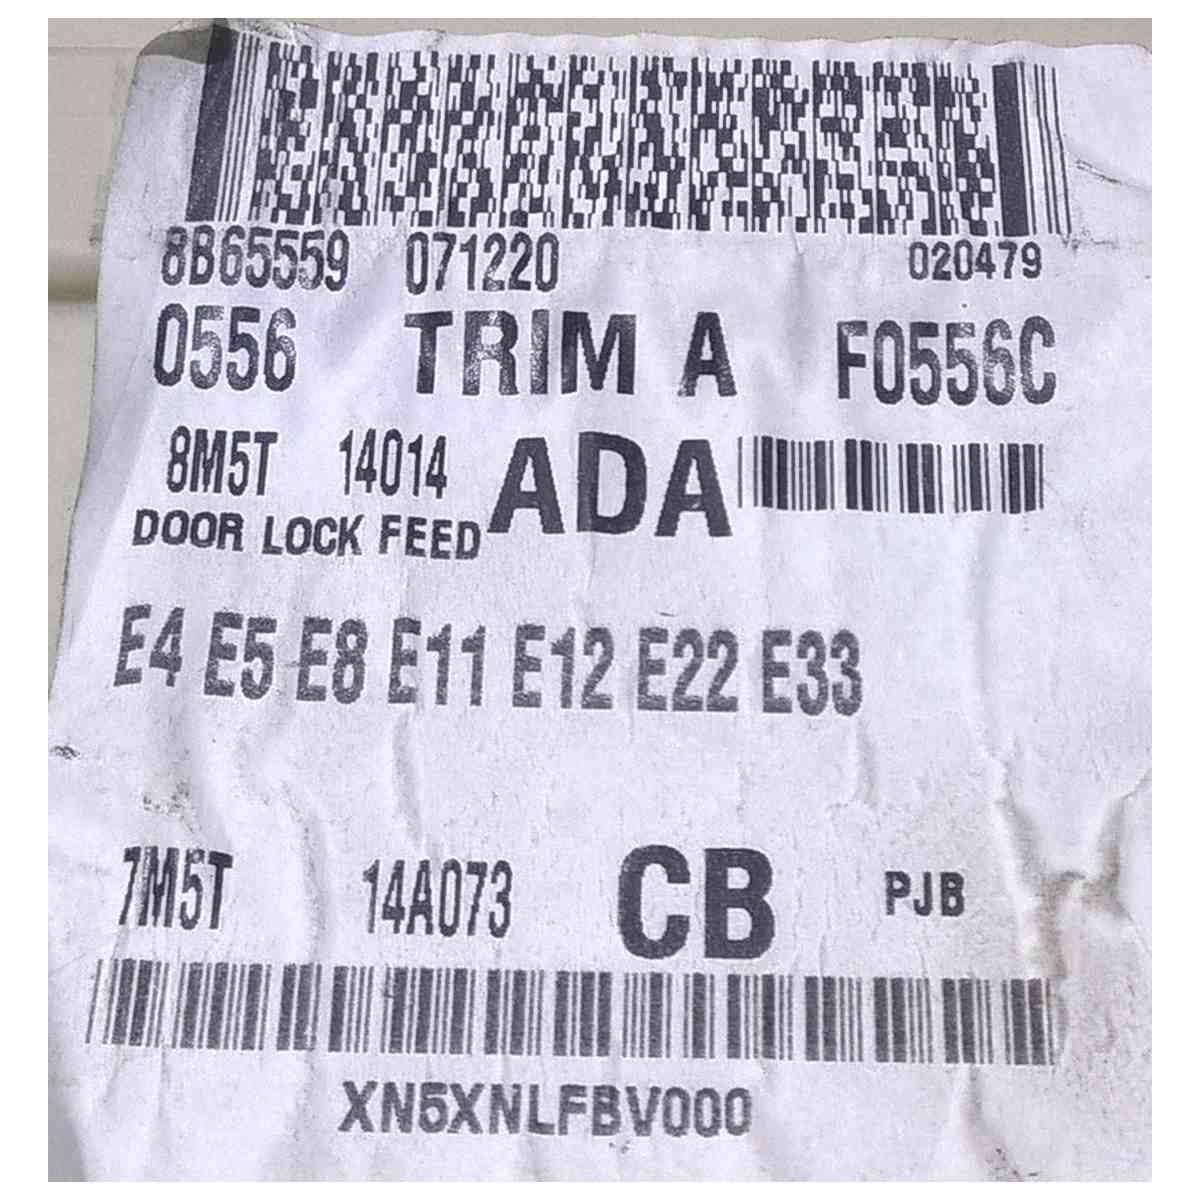 8B65559 071220 020479
0556 TRIM A F0556C
8M5T 14014 ADA
DOOR LOCK FEED
E4 E5 E8 E11 E12 E22 E33
7M5T 14A073 CB PJB
XN5XNLFBV000